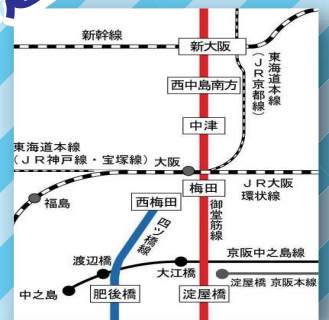 新幹線
新大阪
東海道本線
（ＪＲ京都線）
西中島南方
中津
東海道本線
（ＪＲ神戸線・宝塚線）
大阪
梅田
ＪＲ大阪
環状線
福島
西梅田
御堂筋線
四ツ橋線
渡辺橋
大江橋
京阪中之島線
中之島
肥後橋
淀屋橋
淀屋橋 京阪本線